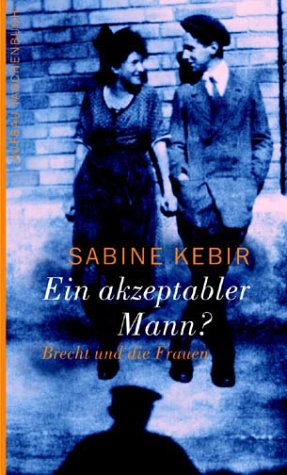 AUFBAU TASCHENBUCH
SABINE KEBIR
Ein akzeptabler
Mann?
Brecht und die Frauen